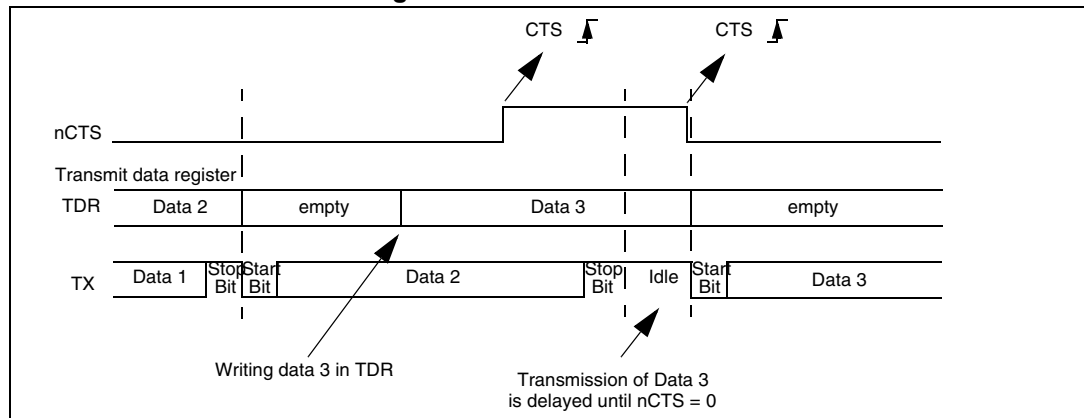 CTS CTS
nCTS
Transmit data register
TDR Data 2 empty Data 3 empty
TX Data 1 Stop Bit Start Bit Data 2 Stop Bit Idle Start Bit Data 3
Writing data 3 in TDR
Transmission of Data 3
is delayed until nCTS = 0